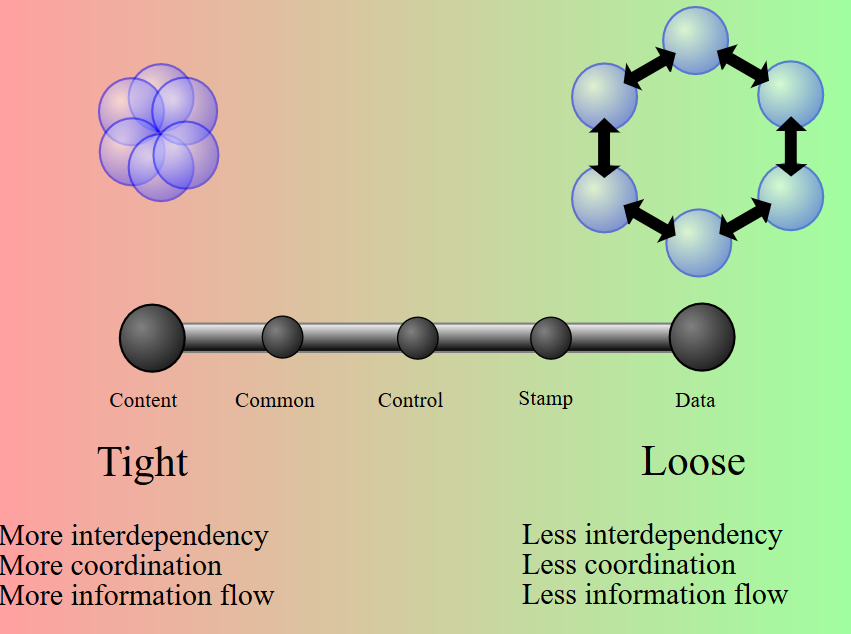 Content
Common
Control
Stamp
Data
Tight
Loose
More interdependency
More coordination
More information flow
Less interdependency
Less coordination
Less information flow